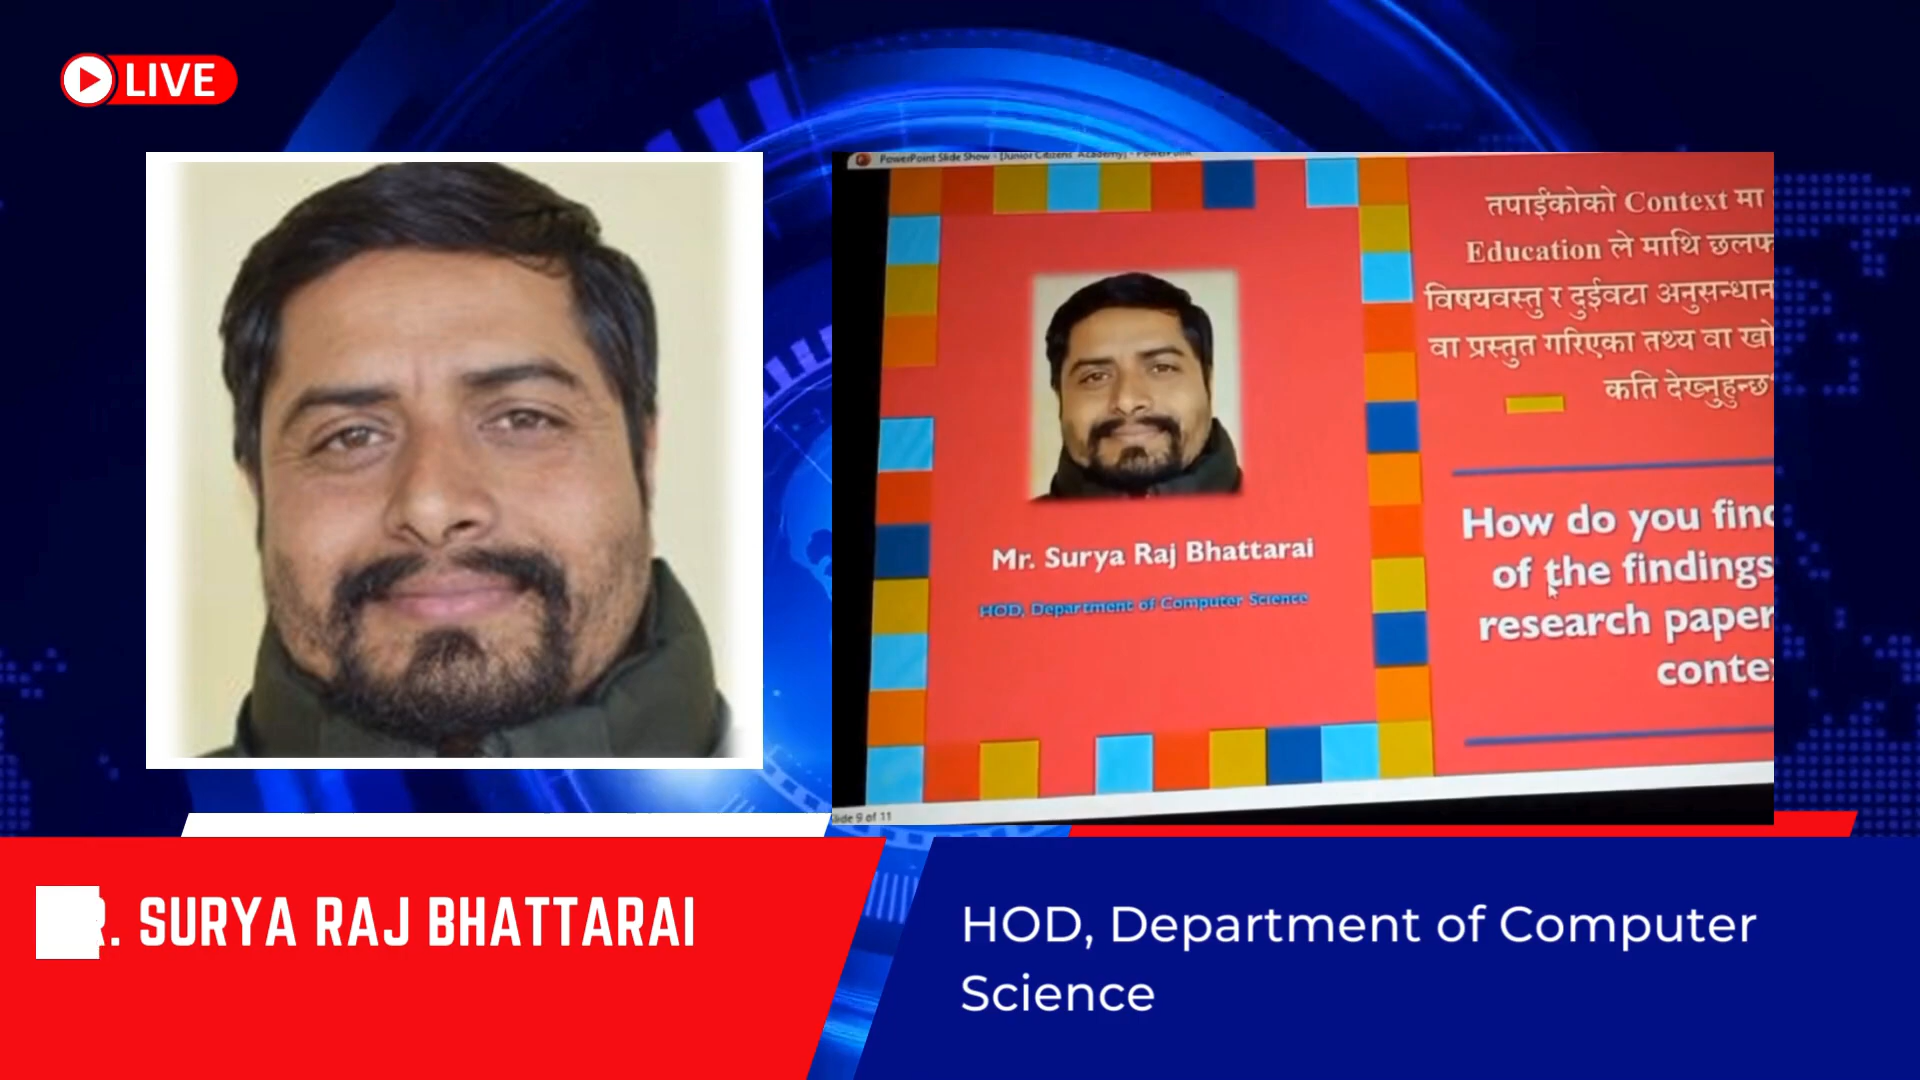 LIVE
PowerPoint Slide Show - [Junior Citizens' Academy] - PowerPoint
तपाईंकोको Context मा
Education ले माथि छलफ
विषयवस्तु र दुईवटा अनुसन्धान
वा प्रस्तुत गरिएका तथ्य वा खो
कति देख्नुहुन्छ
Mr. Surya Raj Bhattarai
HOD, Department of Computer Science
How do you find
of the findings
research paper
conte
Slide 9 of 11
R. SURYA RAJ BHATTARAI
HOD, Department of Computer
Science